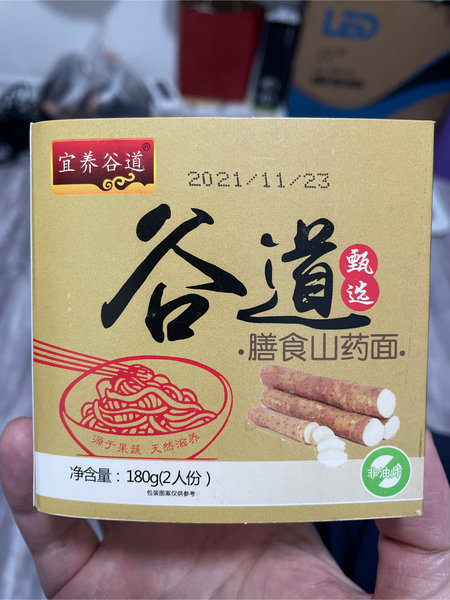 LED
宜养谷道®
2021/11/23
谷道
甄选
·膳食山药面·
源于果蔬 天然滋养
净含量：180g(2人份)
包装图案仅供参考
非油炸